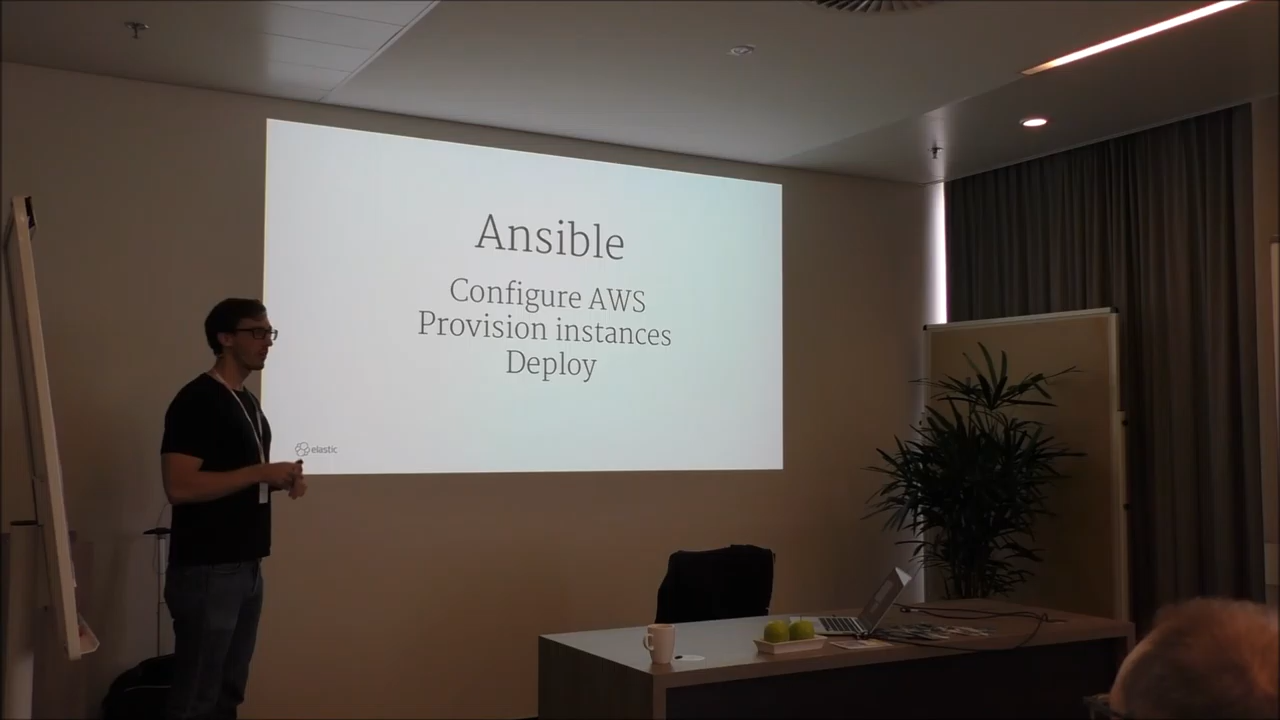 Ansible
Configure AWS
Provision instances
Deploy
elastic